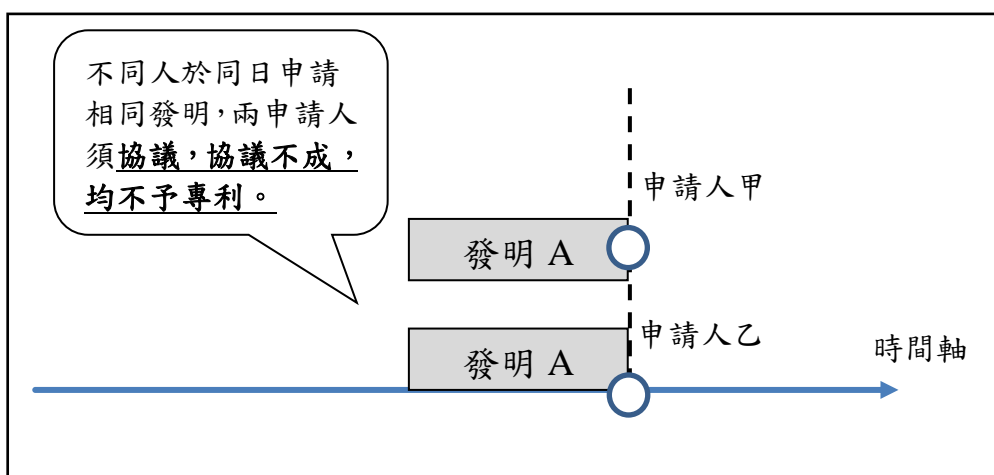 不同人於同日申請
相同發明，兩申請人
須協議，協議不成，
均不予專利。
申請人甲
發明 A
申請人乙
發明 A
時間軸